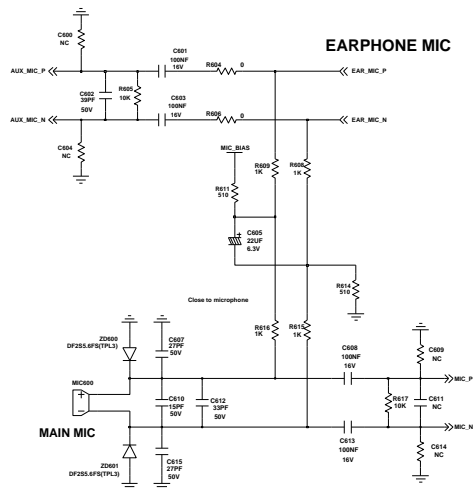 C600
NC
C601
100NF
16V
R604
0
EARPHONE MIC
AUX_MIC_P
EAR_MIC_P
C602
39PF
50V
R605
10K
C603
100NF
16V
R606
0
AUX_MIC_N
EAR_MIC_N
C604
NC
MIC_BIAS
R609
1K
R608
1K
R611
510
+
C605
22UF
6.3V
R614
510
Close to microphone
R616
1K
R615
1K
ZD600
DF2S5.6FS(TPL3)
C607
27PF
50V
C608
100NF
16V
C609
NC
MIC_P
MIC600
+
−
C610
15PF
50V
C612
33PF
50V
R617
10K
C611
NC
MAIN MIC
MIC_N
ZD601
DF2S5.6FS(TPL3)
C615
27PF
50V
C613
100NF
16V
C614
NC